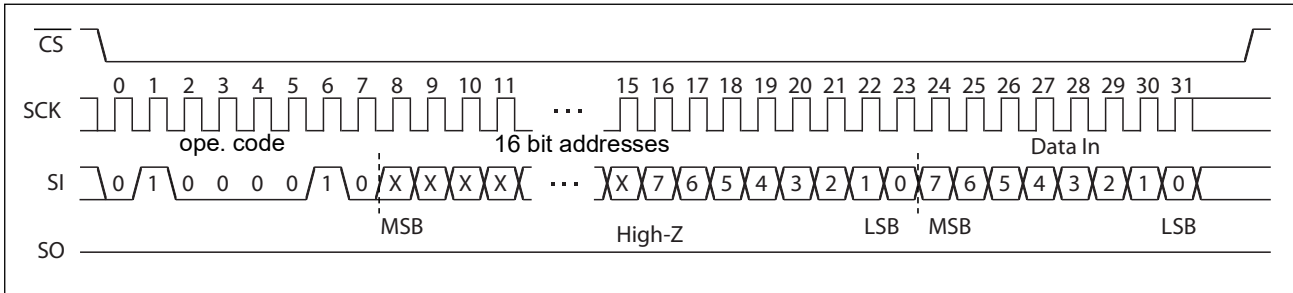 CS
0 1 2 3 4 5 6 7 8 9 10 11 15 16 17 18 19 20 21 22 23 24 25 26 27 28 29 30 31
SCK
...
ope. code 16 bit addresses Data In
SI 0 1 0 0 0 0 1 0 X X X X ... X 7 6 5 4 3 2 1 0 7 6 5 4 3 2 1 0
MSB LSB MSB LSB
High-Z
SO